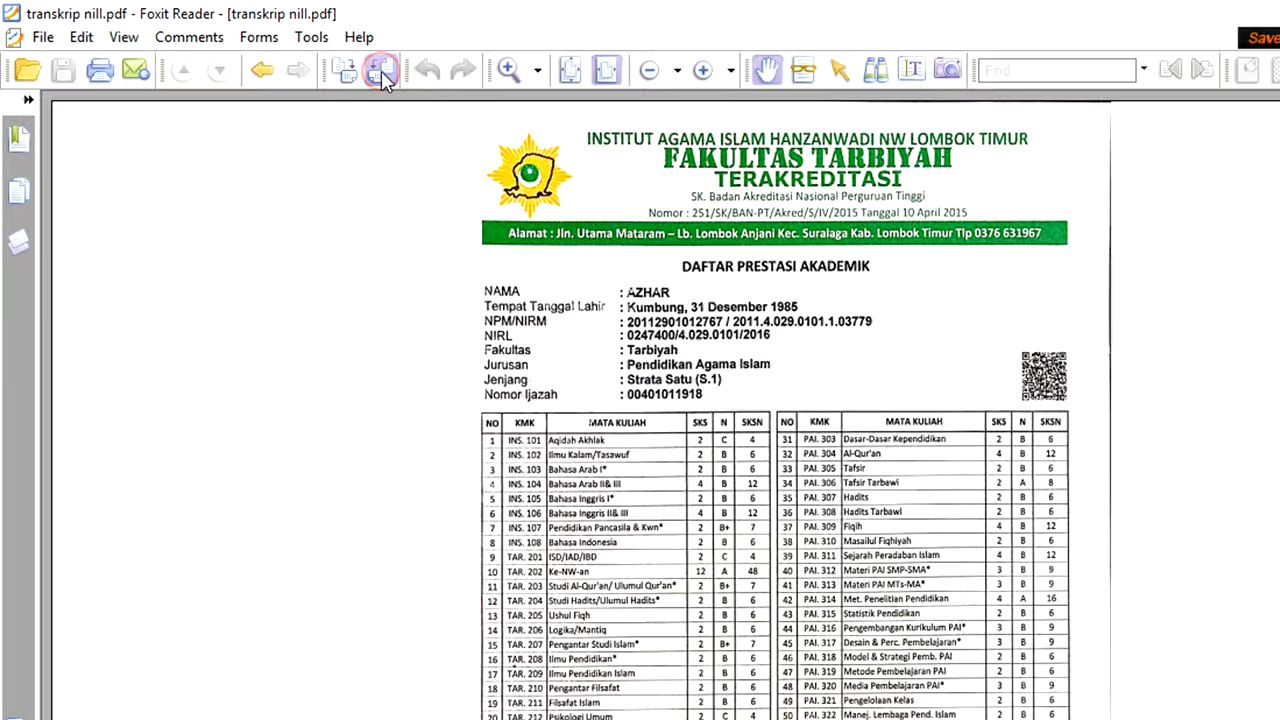 transkrip nill.pdf - Foxit Reader - [transkrip nill.pdf]
File Edit View Comments Forms Tools Help
Save
Find
INSTITUT AGAMA ISLAM HANZANWADI NW LOMBOK TIMUR
FAKULTAS TARBIYAH
TERAKREDITASI
SK. Badan Akreditasi Nasional Perguruan Tinggi
Nomor : 251/SK/BAN-PT/Akred/S/IV/2015 Tanggal 10 April 2015
Alamat : Jln. Utama Mataram – Lb. Lombok Anjani Kec. Suralaga Kab. Lombok Timur Tlp 0376 631967
DAFTAR PRESTASI AKADEMIK
NAMA : AZHAR
Tempat Tanggal Lahir : Kumbung, 31 Desember 1985
NPM/NIRM : 20112901012767 / 2011.4.029.0101.1.03779
NIRL : 0247400/4.029.0101/2016
Fakultas : Tarbiyah
Jurusan : Pendidikan Agama Islam
Jenjang : Strata Satu (S.1)
Nomor Ijazah : 00401011918
NO KMK MATA KULIAH SKS N SKSN
1 INS. 101 Aqidah Akhlak 2 C 4
2 INS. 102 Ilmu Kalam/Tasawuf 2 B 6
3 INS. 103 Bahasa Arab I* 2 B 6
4 INS. 104 Bahasa Arab II& III 4 B 12
5 INS. 105 Bahasa Inggris I* 2 B 6
6 INS. 106 Bahasa Inggris II& III 4 B 12
7 INS. 107 Pendidikan Pancasila & Kwn* 2 B+ 7
8 INS. 108 Bahasa Indonesia 2 B 6
9 TAR. 201 ISD/IAD/IBD 2 C 4
10 TAR. 202 Ke-NW-an 12 A 48
11 TAR. 203 Studi Al-Qur'an/ Ulumul Qur'an* 2 B+ 7
12 TAR. 204 Studi Hadits/Ulumul Hadits* 2 B 6
13 TAR. 205 Ushul Fiqh 2 B 6
14 TAR. 206 Logika/Mantiq 2 B 6
15 TAR. 207 Pengantar Studi Islam* 2 B+ 7
16 TAR. 208 Ilmu Pendidikan* 2 B 6
17 TAR. 209 Ilmu Pendidikan Islam 2 B 6
18 TAR. 210 Pengantar Filsafat 2 B 6
19 TAR. 211 Filsafat Islam 2 B 6
20 TAR. 212 Psikologi Umum 2 C 4
NO KMK MATA KULIAH SKS N SKSN
31 PAI. 303 Dasar-Dasar Kependidikan 2 B 6
32 PAI. 304 Al-Qur'an 4 B 12
33 PAI. 305 Tafsir 2 B 6
34 PAI. 306 Tafsir Tarbawi 2 A 8
35 PAI. 307 Hadits 2 B 6
36 PAI. 308 Hadits Tarbawi 2 B 6
37 PAI. 309 Fiqih 4 B 12
38 PAI. 310 Masailul Fiqhiyah 2 B 6
39 PAI. 311 Sejarah Peradaban Islam 4 B 12
40 PAI. 312 Materi PAI SMP-SMA* 3 B 9
41 PAI. 313 Materi PAI MTs-MA* 3 B 9
42 PAI. 314 Met. Penelitian Pendidikan 4 A 16
43 PAI. 315 Statistik Pendidikan 2 B 6
44 PAI. 316 Pengembangan Kurikulum PAI* 3 B 9
45 PAI. 317 Desain & Perc. Pembelajaran* 3 B 9
46 PAI. 318 Model & Strategi Pemb. PAI 2 B 6
47 PAI. 319 Metode Pembelajaran PAI 2 B 6
48 PAI. 320 Media Pembelajaran PAI* 3 B 9
49 PAI. 321 Pengelolaan Kelas 2 B 6
50 PAI. 322 Manej. Lembaga Pend. Islam 2 B 6